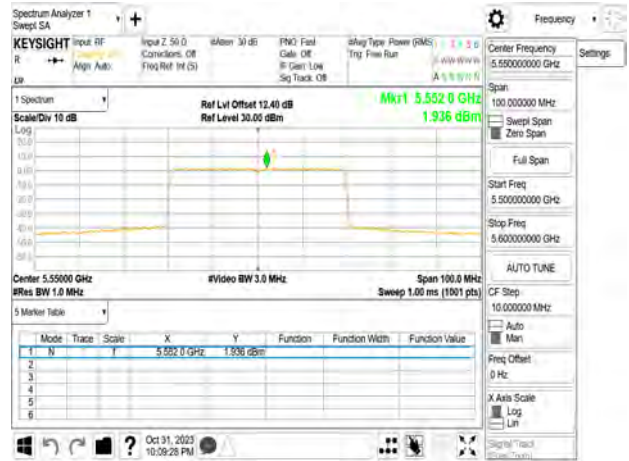 Spectrum Analyzer 1
Swept SA
Frequency
KEYSIGHT Input: RF Input Z: 50 Ω #Atten: 30 dB PNO: Fast #Avg Type: Power (RMS)
R Align: Auto Corrections: Off Gate: Off Trig: Free Run
Freq Ref: Int (S) IF Gain: Low
Sig Track: Off
Center Frequency
5.550000000 GHz
Settings
Span
100.000000 MHz
Swept Span
Zero Span
Full Span
Start Freq
5.500000000 GHz
Stop Freq
5.600000000 GHz
AUTO TUNE
CF Step
10.000000 MHz
Auto
Man
Freq Offset
0 Hz
X Axis Scale
Log
Lin
Signal Track
1 Spectrum
Scale/Div 10 dB
Ref Lvl Offset 12.40 dB
Ref Level 30.00 dBm
Mkr1 5.552 0 GHz
1.936 dBm
Log
Center 5.55000 GHz #Video BW 3.0 MHz Span 100.0 MHz
#Res BW 1.0 MHz Sweep 1.00 ms (1001 pts)
5 Marker Table
Mode Trace Scale X Y Function Function Width Function Value
1 N f 5.552 0 GHz 1.936 dBm
2
3
4
5
6
? Oct 31, 2023
10:09:28 PM